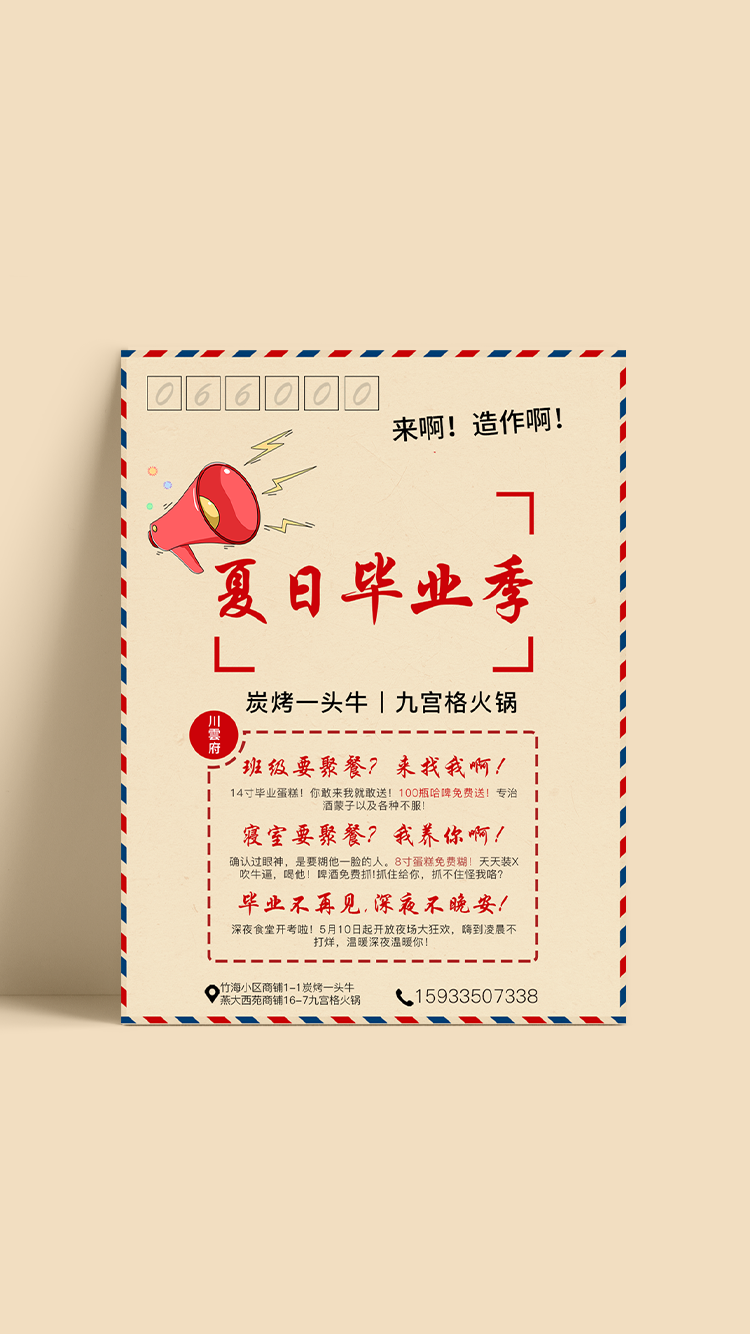 066000
来啊！造作啊！
夏日毕业季
炭烤一头牛丨九宫格火锅
川雲府
班级要聚餐？来找我啊！
14寸毕业蛋糕！你敢来我就敢送！100瓶哈啤免费送！专治
酒蒙子以及各种不服！
寝室要聚餐？我养你啊！
确认过眼神，是要糊他一脸的人。8寸蛋糕免费糊！天天装X
吹牛逼，喝他！啤酒免费抓!抓住给你，抓不住怪我咯？
毕业不再见,深夜不晚安！
深夜食堂开考啦！5月10日起开放夜场大狂欢，嗨到凌晨不
打烊，温暖深夜温暖你！
竹海小区商铺1-1炭烤一头牛
燕大西苑商铺16-7九宫格火锅
15933507338